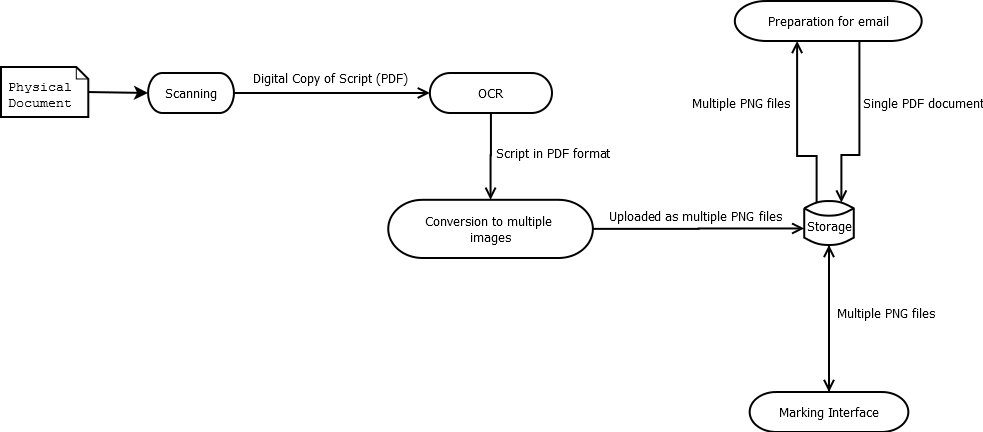 Preparation for email
Physical
Document
Scanning
Digital Copy of Script (PDF)
OCR
Multiple PNG files
Single PDF document
Script in PDF format
Conversion to multiple
images
Uploaded as multiple PNG files
Storage
Multiple PNG files
Marking Interface